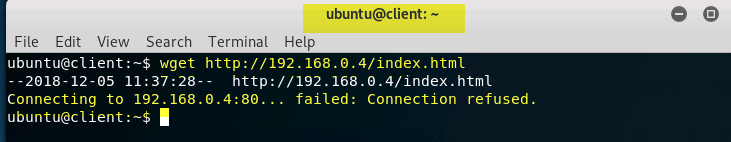 ubuntu@client: ~
File Edit View Search Terminal Help
ubuntu@client:~$ wget http://192.168.0.4/index.html
--2018-12-05 11:37:28--  http://192.168.0.4/index.html
Connecting to 192.168.0.4:80... failed: Connection refused.
ubuntu@client:~$